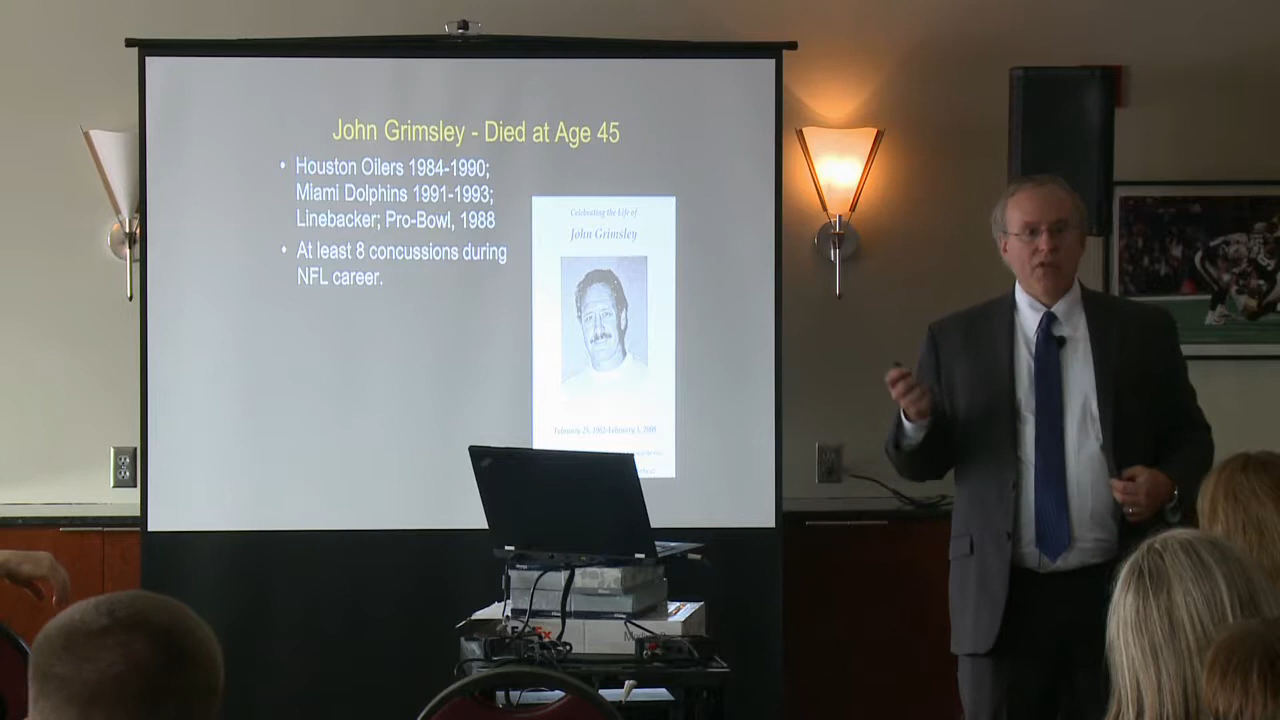 John Grimsley - Died at Age 45
• Houston Oilers 1984-1990;
Miami Dolphins 1991-1993;
Linebacker; Pro-Bowl, 1988
• At least 8 concussions during
NFL career.
Celebrating the Life of
John Grimsley
FedEx